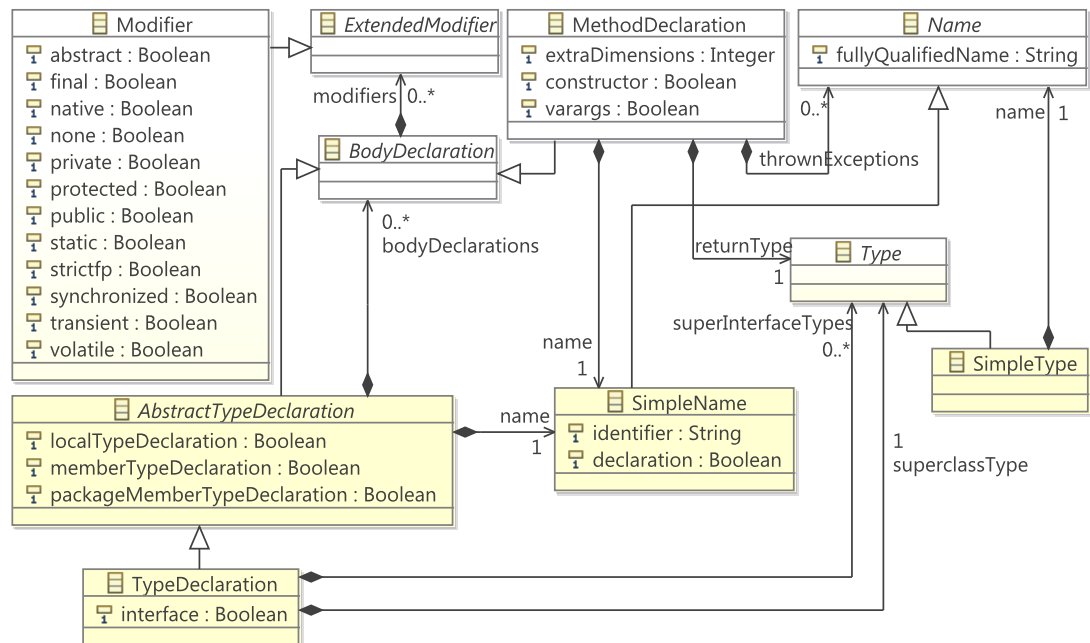 Modifier
abstract : Boolean
final : Boolean
native : Boolean
none : Boolean
private : Boolean
protected : Boolean
public : Boolean
static : Boolean
strictfp : Boolean
synchronized : Boolean
transient : Boolean
volatile : Boolean
ExtendedModifier
modifiers 0..*
BodyDeclaration
0..*
bodyDeclarations
MethodDeclaration
extraDimensions : Integer
constructor : Boolean
varargs : Boolean
Name
fullyQualifiedName : String
0..*
thrownExceptions
name 1
returnType
1
Type
superInterfaceTypes
0..*
SimpleType
name
1
SimpleName
identifier : String
declaration : Boolean
AbstractTypeDeclaration
localTypeDeclaration : Boolean
memberTypeDeclaration : Boolean
packageMemberTypeDeclaration : Boolean
name
1
1
superclassType
TypeDeclaration
interface : Boolean